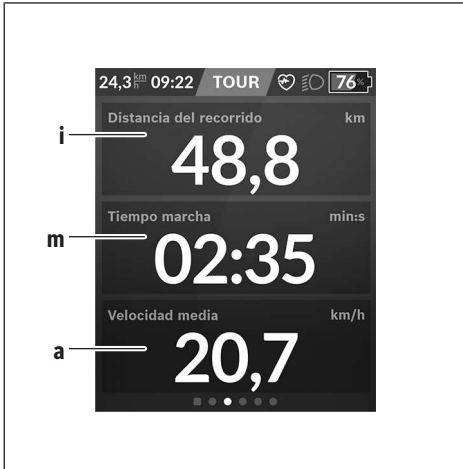 24,3 km/h 09:22 TOUR 76%
Distancia del recorrido km
i
48,8
Tiempo marcha min:s
m
02:35
Velocidad media km/h
a
20,7